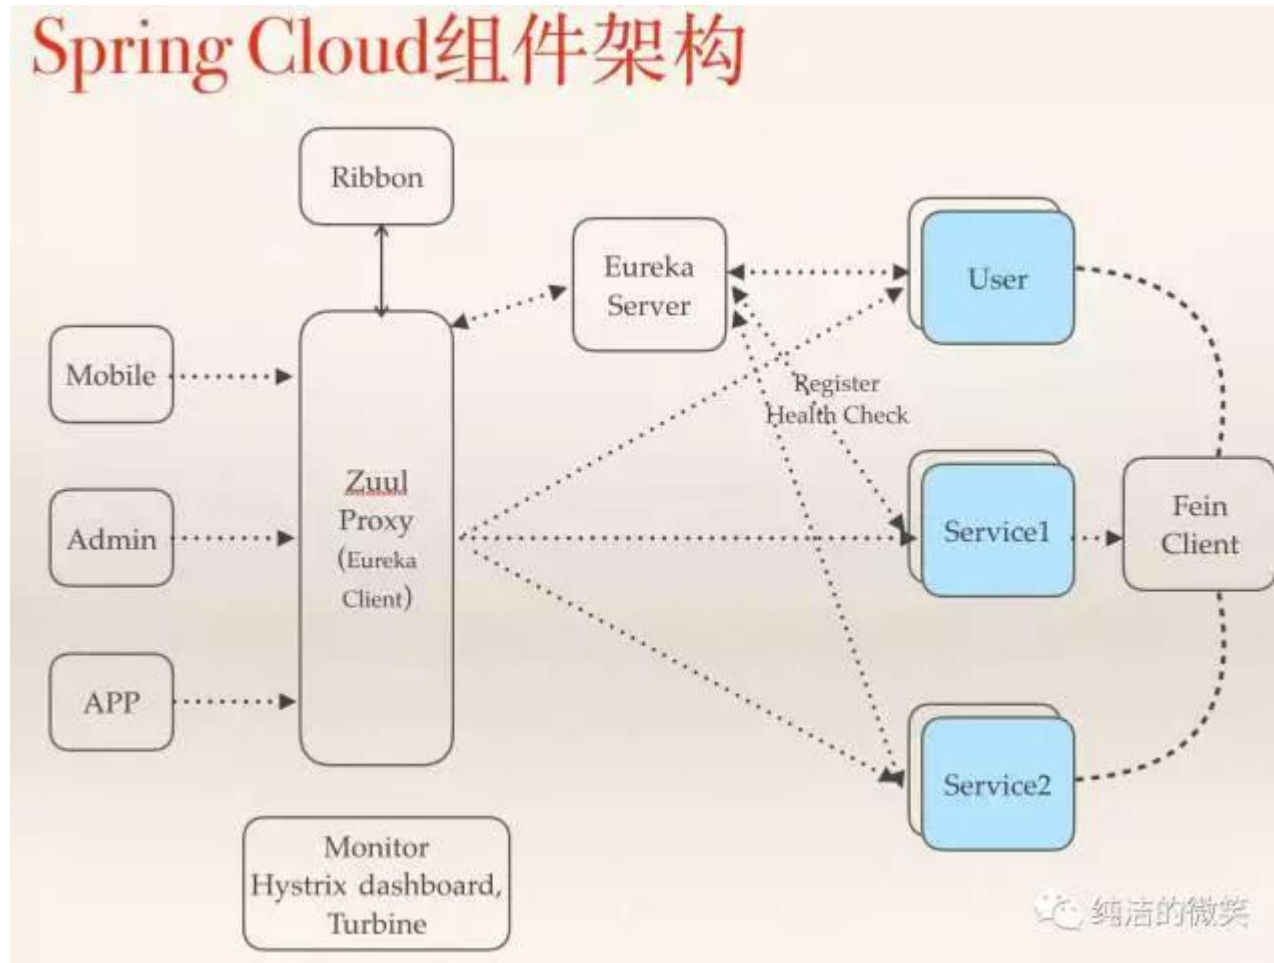 Spring Cloud组件架构
Ribbon
Eureka
Server
User
Mobile
Register
Health Check
Zuul
Proxy
(Eureka
Client)
Admin
Service1
Fein
Client
APP
Service2
Monitor
Hystrix dashboard,
Turbine
纯洁的微笑